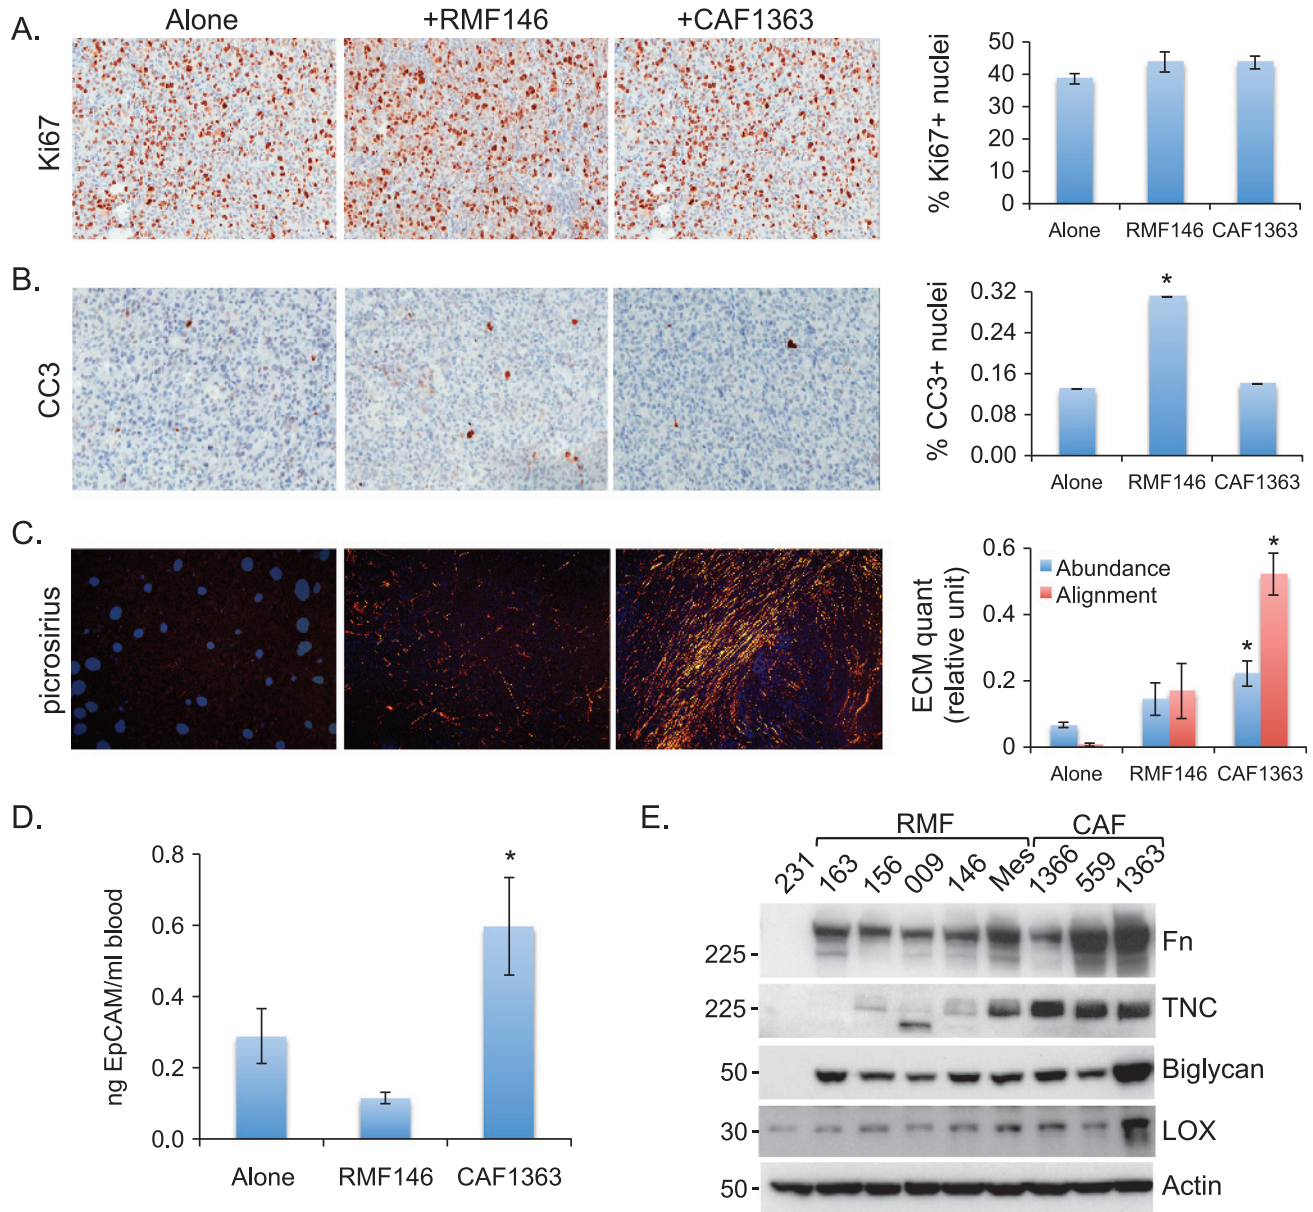 A.
Alone
+RMF146
+CAF1363
Ki67
% Ki67+ nuclei
50
40
30
20
10
0
Alone
RMF146
CAF1363
B.
CC3
% CC3+ nuclei
0.32
0.24
0.16
0.08
0.00
*
Alone
RMF146
CAF1363
C.
picrosirius
ECM quant
(relative unit)
0.6
0.4
0.2
0
Abundance
Alignment
*
*
Alone
RMF146
CAF1363
D.
ng EpCAM/ml blood
0.8
0.6
0.4
0.2
0.0
*
Alone
RMF146
CAF1363
E.
RMF
CAF
231
163
156
009
146
Mes
1366
559
1363
225
Fn
225
TNC
50
Biglycan
30
LOX
50
Actin